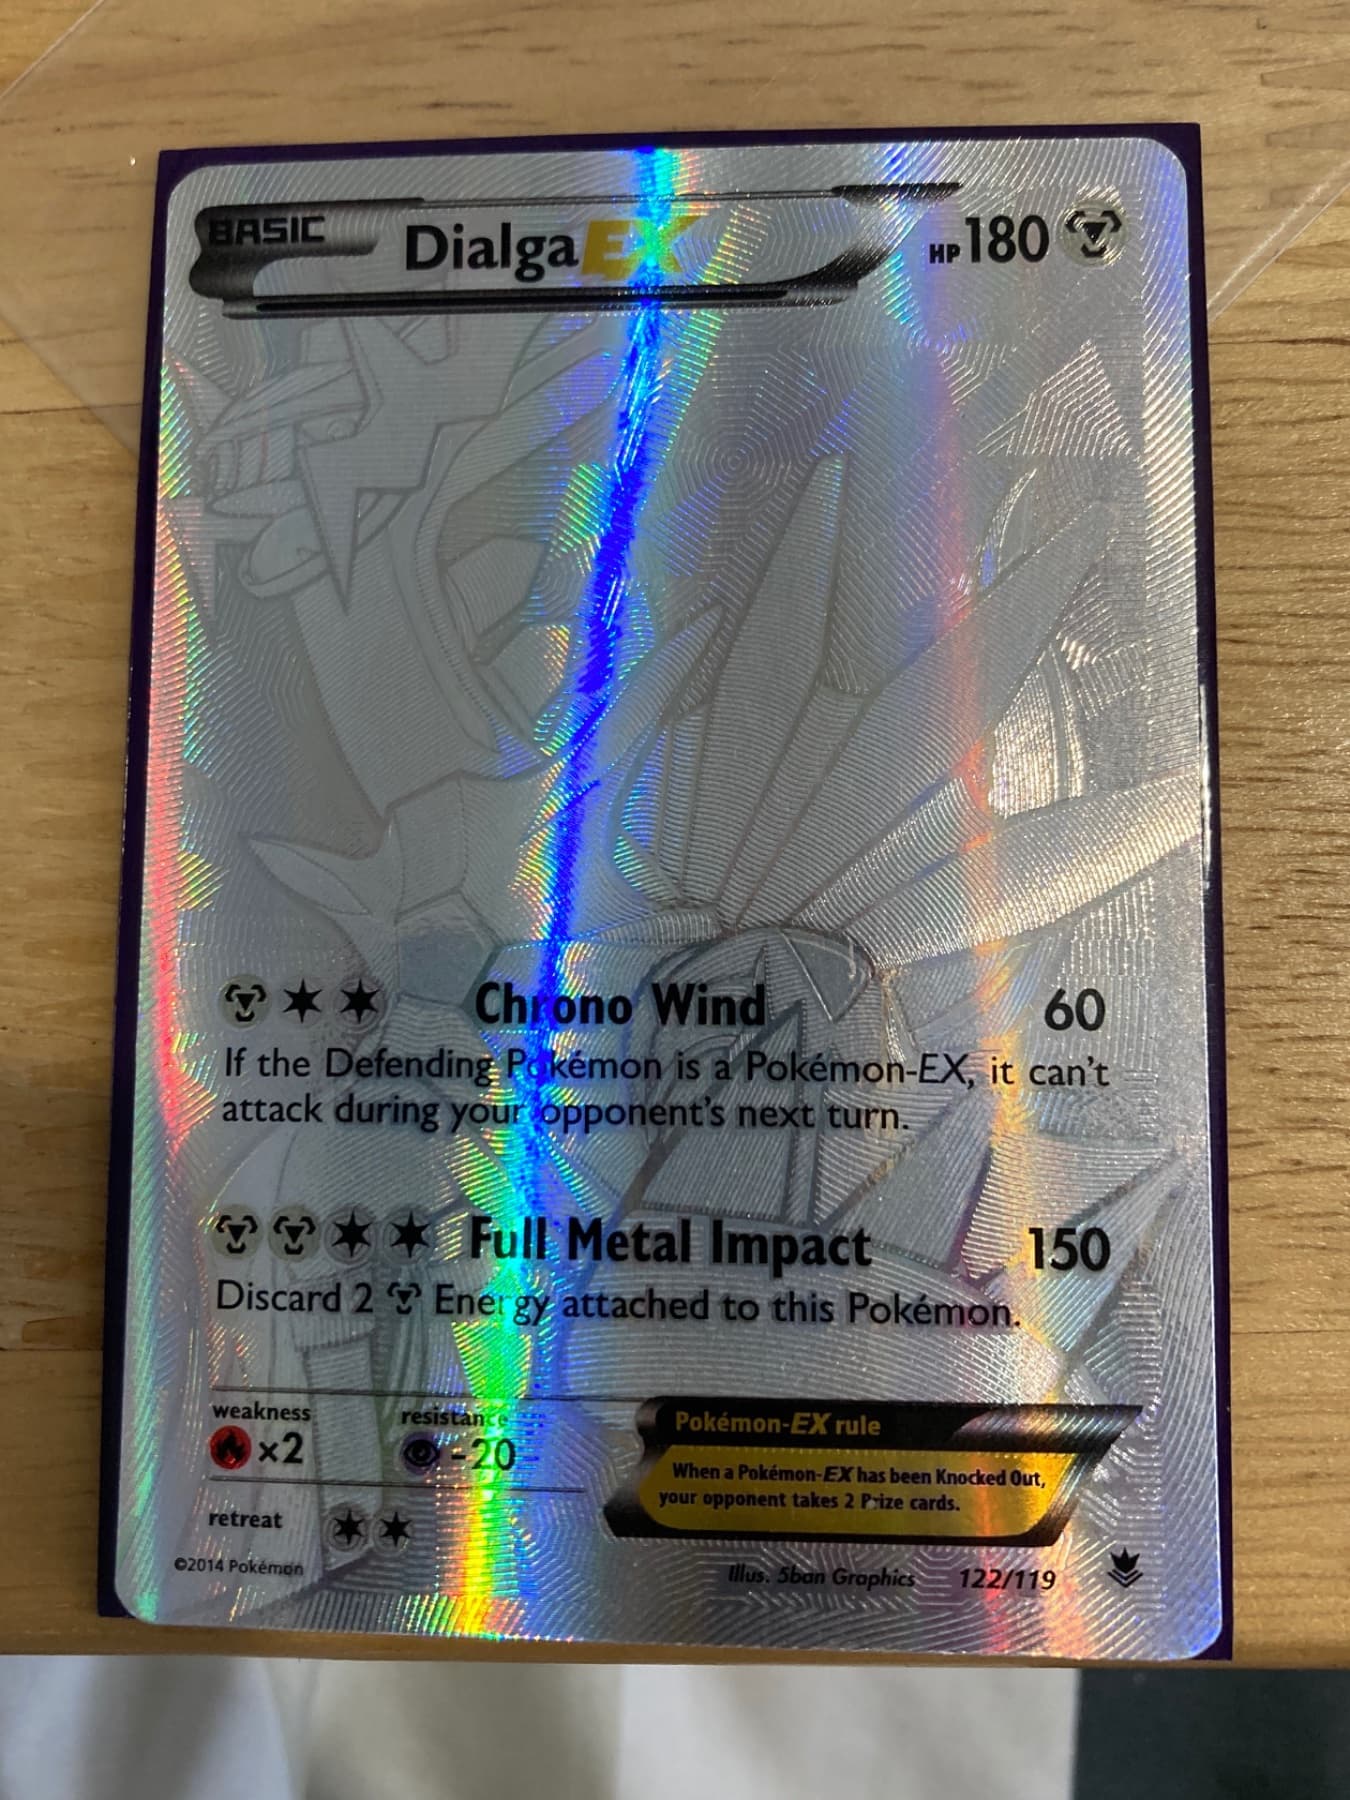 BASIC Dialga EX HP 180
Chrono Wind 60
If the Defending Pokémon is a Pokémon-EX, it can't
attack during your opponent's next turn.
Full Metal Impact 150
Discard 2 Energy attached to this Pokémon.
weakness resistance
×2 -20
retreat
Pokémon-EX rule
When a Pokémon-EX has been Knocked Out,
your opponent takes 2 Prize cards.
©2014 Pokémon
Illus. 5ban Graphics 122/119